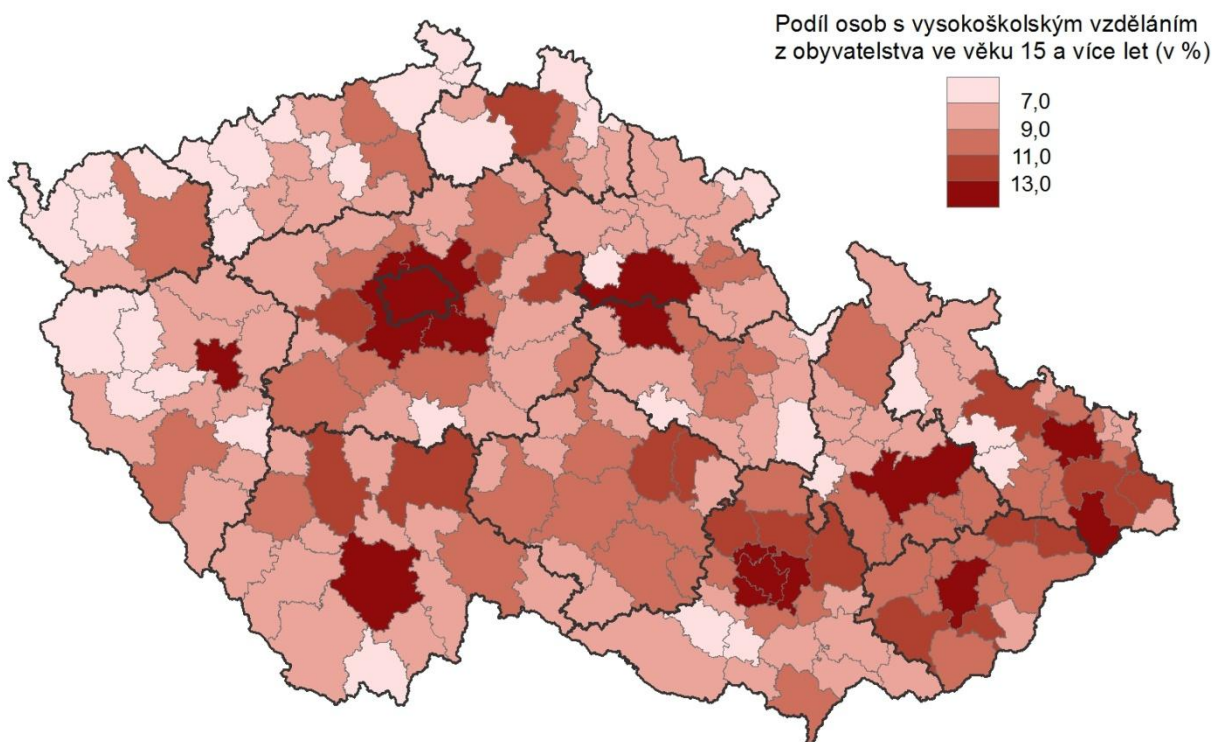 Podíl osob s vysokoškolským vzděláním
z obyvatelstva ve věku 15 a více let (v %)
7,0
9,0
11,0
13,0